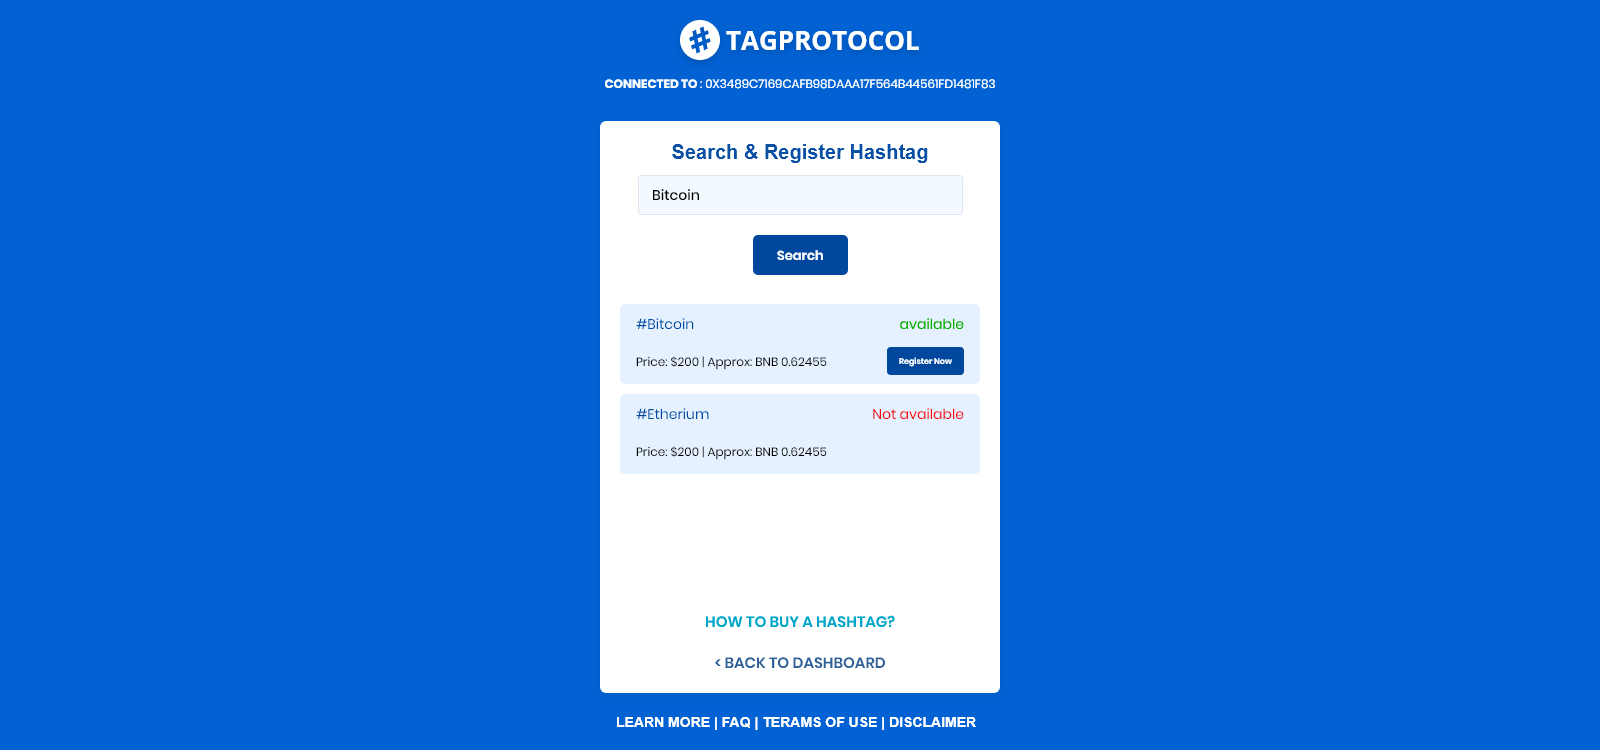 # TAGPROTOCOL
CONNECTED TO : 0X3489C7169CAFB98DAAA17F564B44561FD1481F83
Search & Register Hashtag
Bitcoin
Search
#Bitcoin available
Price: $200 | Approx: BNB 0.62455 Register Now
#Etherium Not available
Price: $200 | Approx: BNB 0.62455
HOW TO BUY A HASHTAG?
< BACK TO DASHBOARD
LEARN MORE | FAQ | TERAMS OF USE | DISCLAIMER